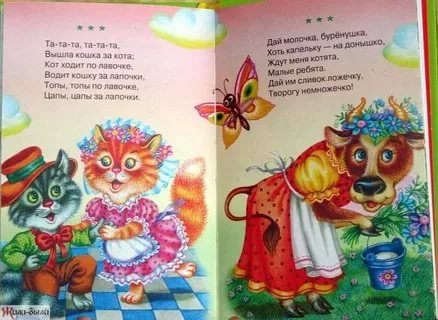 * * *
Та-та-та, та-та-та,
Вышла кошка за кота;
Кот ходит по лавочке,
Водит кошку за лапочки,
Топы, топы по лавочке,
Цапы, цапы за лапочки.
* * *
Дай молочка, бурёнушка,
Хоть капельку — на донышко,
Ждут меня котята,
Малые ребята.
Дай им сливок ложечку,
Творогу немножечко!
Жили-были